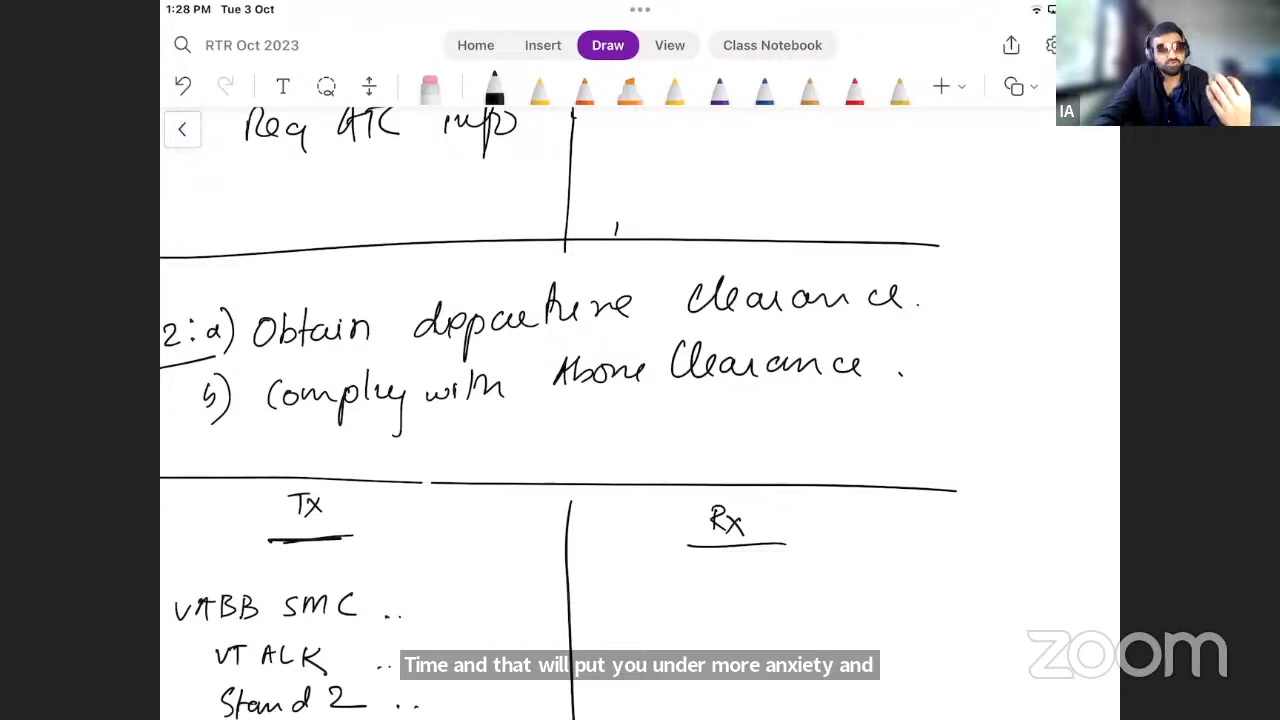 1:28 PM Tue 3 Oct
RTR Oct 2023
Home Insert Draw View Class Notebook
IA
Req ATC info
2: a) Obtain departure Clearance.
b) Comply with Above Clearance.
Tx
Rx
VABB SMC ..
VT ALK ..
Stand 2 ..
Time and that will put you under more anxiety and
zoom